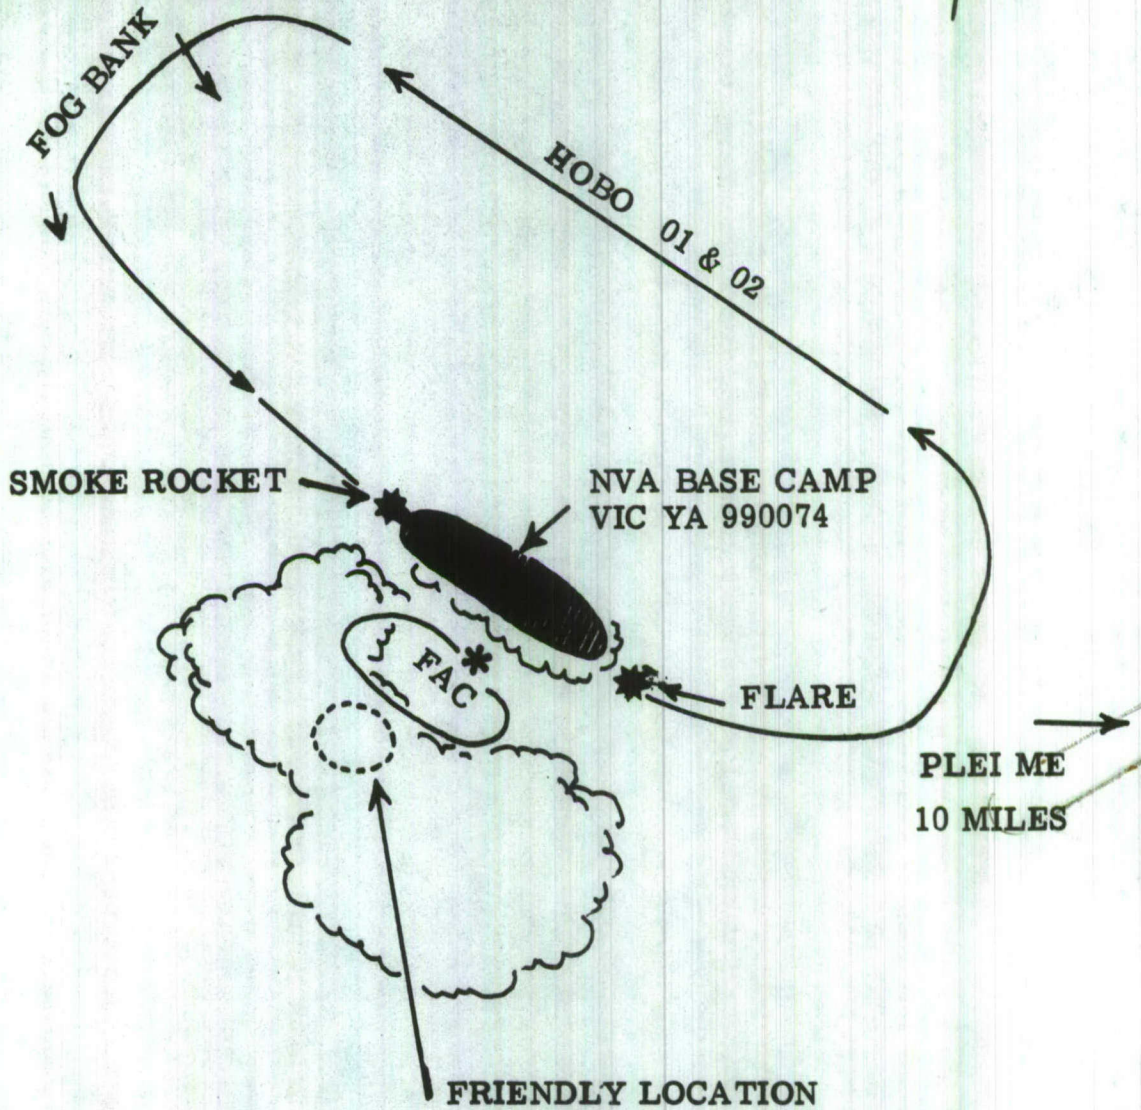 FOG BANK
HOBO 01 & 02
SMOKE ROCKET
NVA BASE CAMP
VIC YA 990074
FAC
FLARE
PLEI ME
10 MILES
FRIENDLY LOCATION